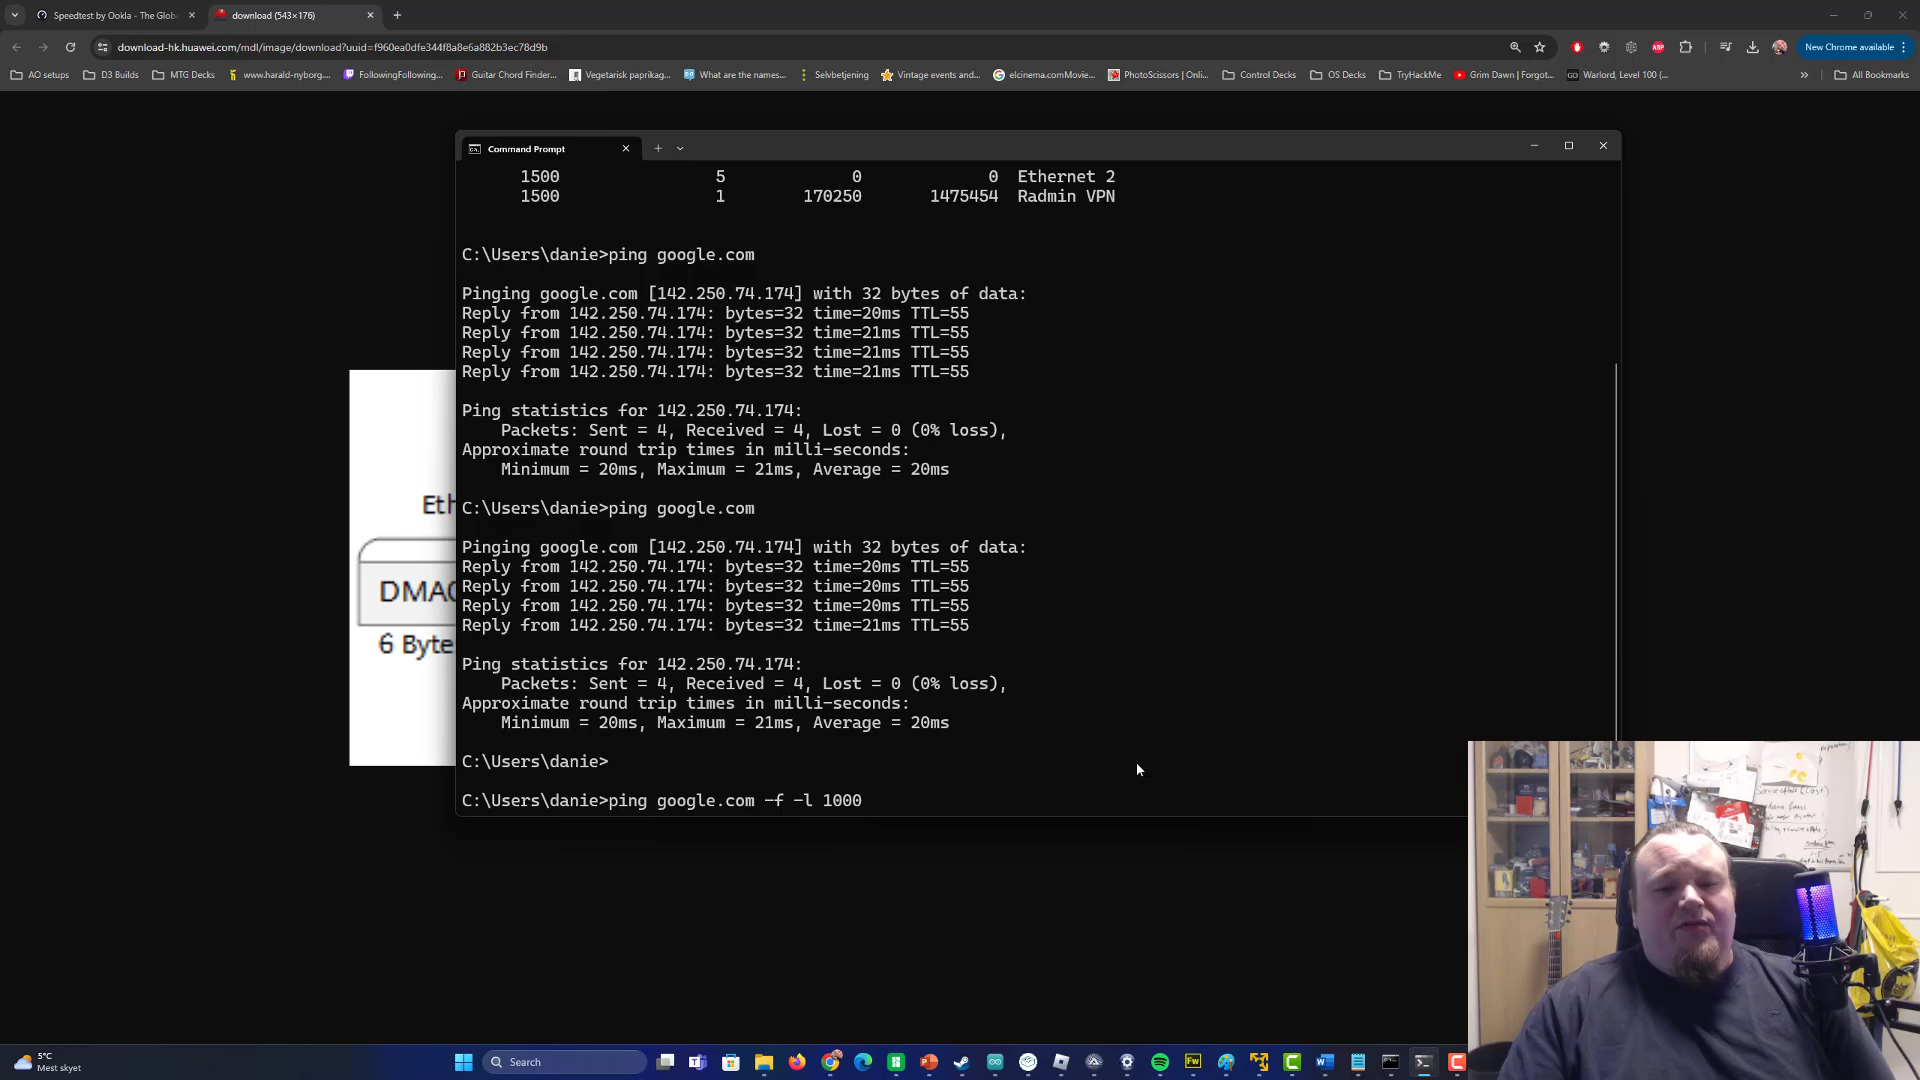 Speedtest by Ookla - The Globa
download (543×176)
download-hk.huawei.com/mdl/image/download?uuid=f960ea0dfe344f8a8e6a882b3ec78d9b
New Chrome available
AO setups
D3 Builds
MTG Decks
www.harald-nyborg....
FollowingFollowing...
Guitar Chord Finder...
Vegetarisk paprikag...
What are the names...
Selvbetjening
Vintage events and...
elcinema.comMovie...
PhotoScissors | Onli...
Control Decks
OS Decks
TryHackMe
Grim Dawn | Forgot...
Warlord, Level 100 (...
All Bookmarks
Command Prompt
1500 5 0 0 Ethernet 2
1500 1 170250 1475454 Radmin VPN
C:\Users\danie>ping google.com
Pinging google.com [142.250.74.174] with 32 bytes of data:
Reply from 142.250.74.174: bytes=32 time=20ms TTL=55
Reply from 142.250.74.174: bytes=32 time=21ms TTL=55
Reply from 142.250.74.174: bytes=32 time=21ms TTL=55
Reply from 142.250.74.174: bytes=32 time=21ms TTL=55
Ping statistics for 142.250.74.174:
Packets: Sent = 4, Received = 4, Lost = 0 (0% loss),
Approximate round trip times in milli-seconds:
Minimum = 20ms, Maximum = 21ms, Average = 20ms
C:\Users\danie>ping google.com
Pinging google.com [142.250.74.174] with 32 bytes of data:
Reply from 142.250.74.174: bytes=32 time=20ms TTL=55
Reply from 142.250.74.174: bytes=32 time=20ms TTL=55
Reply from 142.250.74.174: bytes=32 time=20ms TTL=55
Reply from 142.250.74.174: bytes=32 time=21ms TTL=55
Ping statistics for 142.250.74.174:
Packets: Sent = 4, Received = 4, Lost = 0 (0% loss),
Approximate round trip times in milli-seconds:
Minimum = 20ms, Maximum = 21ms, Average = 20ms
C:\Users\danie>
C:\Users\danie>ping google.com -f -l 1000
Eth
DMAC
6 Byte
5°C
Mest skyet
Search